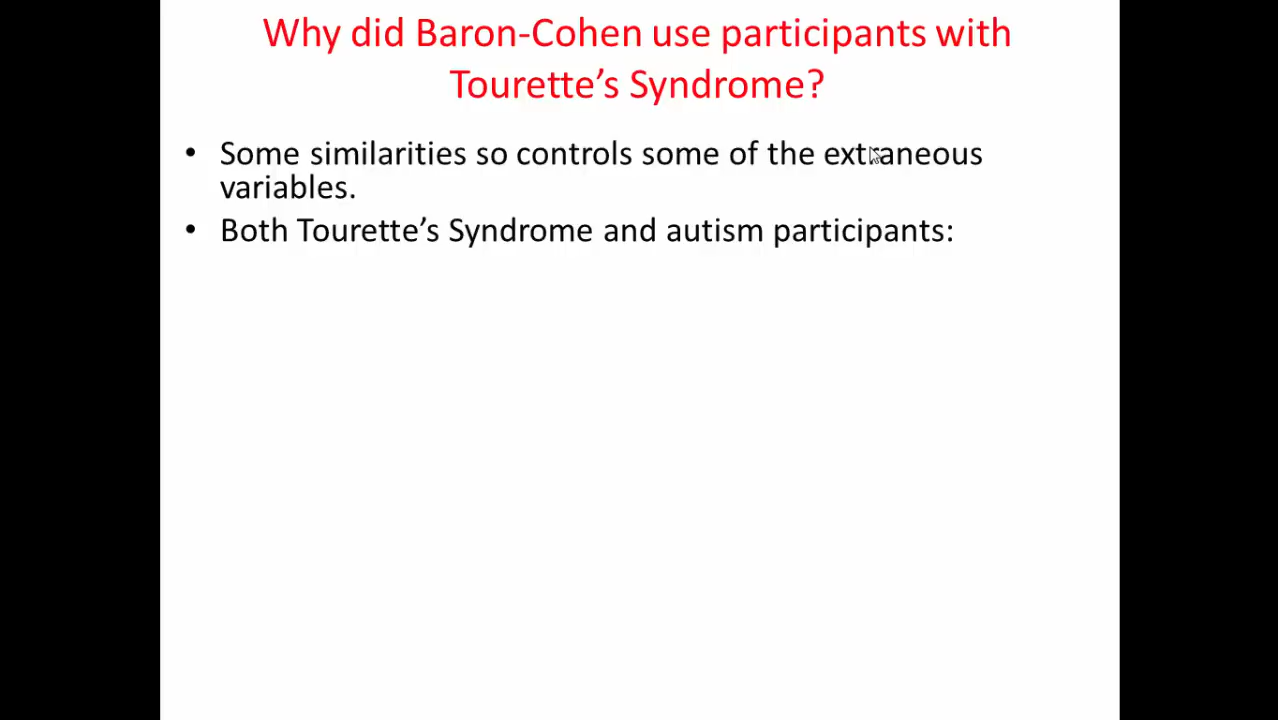 Why did Baron-Cohen use participants with
Tourette’s Syndrome?
• Some similarities so controls some of the extraneous
variables.
• Both Tourette’s Syndrome and autism participants: